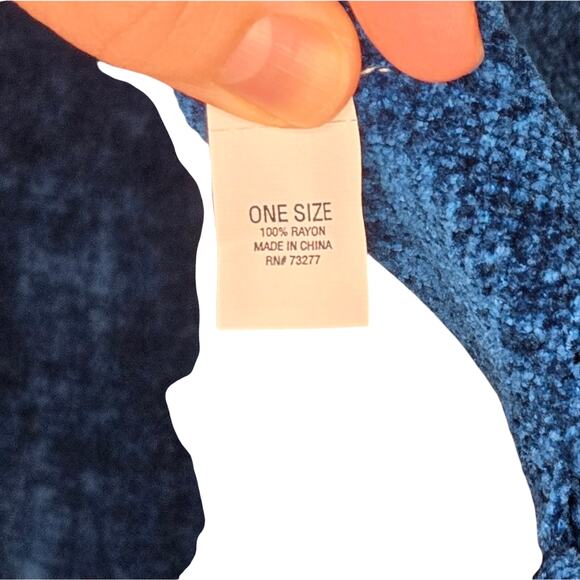 ONE SIZE
100% RAYON
MADE IN CHINA
RN# 73277